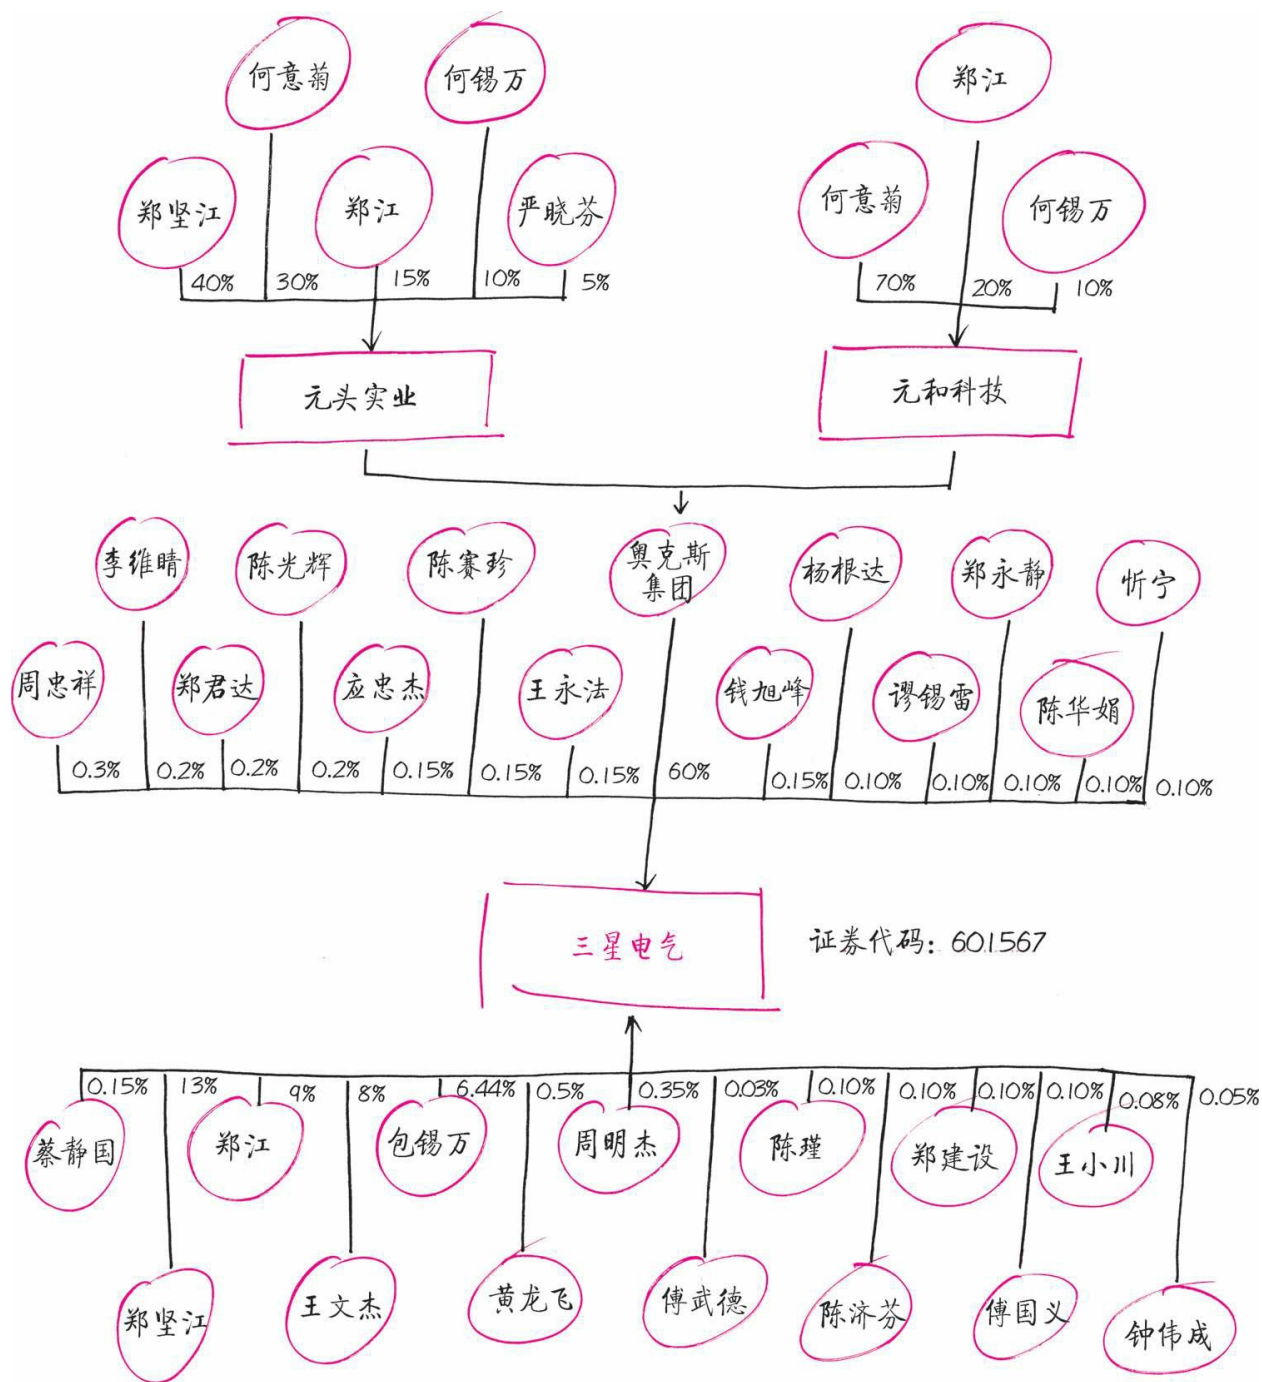 何意菊
何锡万
郑江
郑坚江
郑江
严晓芬
何意菊
何锡万
40%
30%
15%
10%
5%
70%
20%
10%
元头实业
元和科技
李维晴
陈光辉
陈赛珍
奥克斯
集团
杨根达
郑永静
忻宁
周忠祥
郑君达
应忠杰
王永法
钱旭峰
谬锡雷
陈华娟
0.3%
0.2%
0.2%
0.2%
0.15%
0.15%
0.15%
60%
0.15%
0.10%
0.10%
0.10%
0.10%
0.10%
三星电气
证券代码：601567
0.15%
13%
9%
8%
6.44%
0.5%
0.35%
0.03%
0.10%
0.10%
0.10%
0.10%
0.08%
0.05%
蔡静国
郑江
包锡万
周明杰
陈瑾
郑建设
王小川
郑坚江
王文杰
黄龙飞
傅武德
陈济芬
傅国义
钟伟成